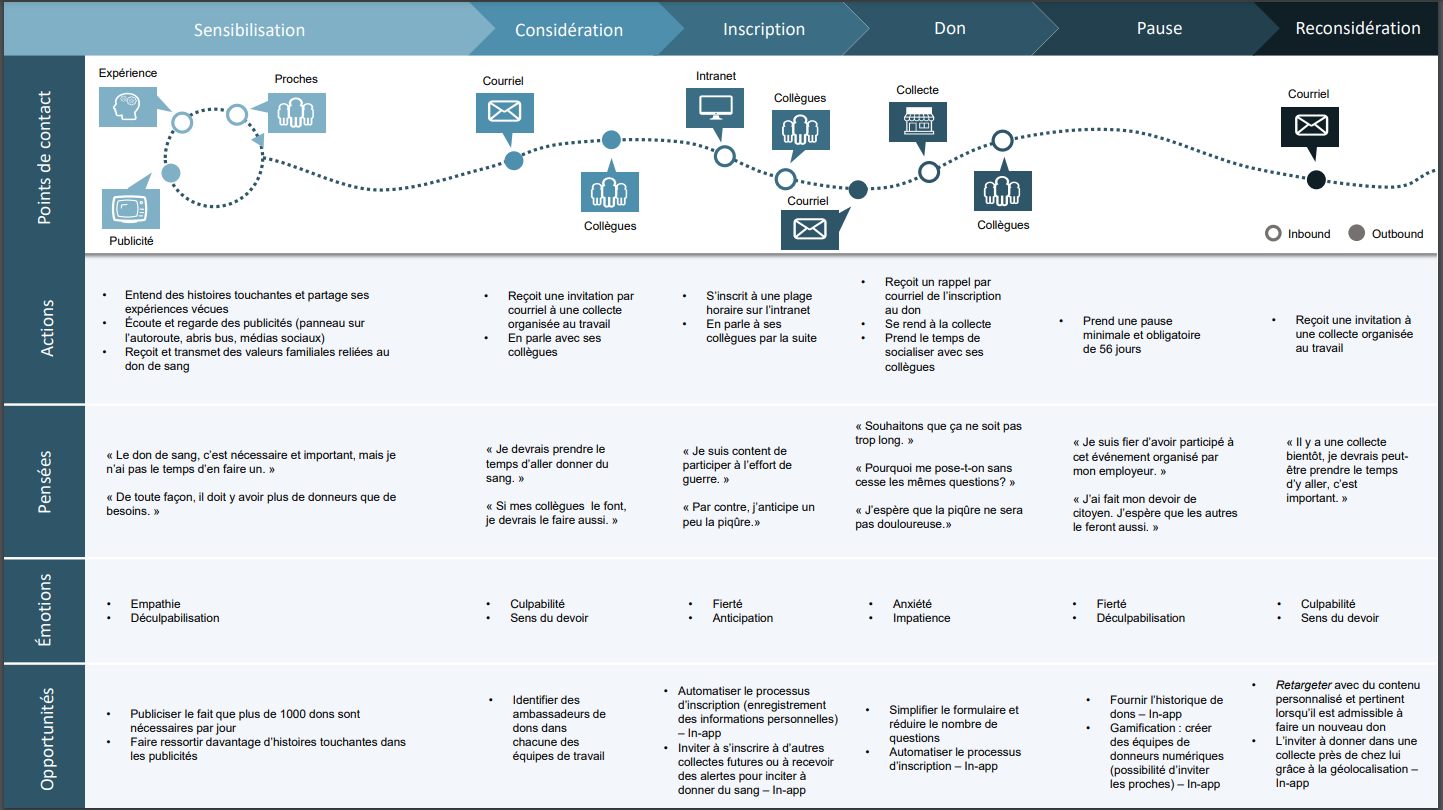 Sensibilisation
Considération
Inscription
Don
Pause
Reconsidération
Points de contact
Expérience
Proches
Publicité
Courriel
Collègues
Intranet
Collègues
Courriel
Collecte
Collègues
Courriel
Inbound
Outbound
Actions
• Entend des histoires touchantes et partage ses
expériences vécues
• Écoute et regarde des publicités (panneau sur
l’autoroute, abris bus, médias sociaux)
• Reçoit et transmet des valeurs familiales reliées au
don de sang
• Reçoit une invitation par
courriel à une collecte
organisée au travail
• En parle avec ses
collègues
• S’inscrit à une plage
horaire sur l’intranet
• En parle à ses
collègues par la suite
• Reçoit un rappel par
courriel de l’inscription
au don
• Se rend à la collecte
• Prend le temps de
socialiser avec ses
collègues
• Prend une pause
minimale et obligatoire
de 56 jours
• Reçoit une invitation à
une collecte organisée
au travail
Pensées
« Le don de sang, c’est nécessaire et important, mais je
n’ai pas le temps d’en faire un. »
« De toute façon, il doit y avoir plus de donneurs que de
besoins. »
« Je devrais prendre le
temps d’aller donner du
sang. »
« Si mes collègues le font,
je devrais le faire aussi. »
« Je suis content de
participer à l’effort de
guerre. »
« Par contre, j’anticipe un
peu la piqûre.»
« Souhaitons que ça ne soit pas
trop long. »
« Pourquoi me pose-t-on sans
cesse les mêmes questions? »
« J’espère que la piqûre ne sera
pas douloureuse.»
« Je suis fier d’avoir participé à
cet événement organisé par
mon employeur. »
« J’ai fait mon devoir de
citoyen. J’espère que les autres
le feront aussi. »
« Il y a une collecte
bientôt, je devrais peut-
être prendre le temps
d’y aller, c’est
important. »
Émotions
• Empathie
• Déculpabilisation
• Culpabilité
• Sens du devoir
• Fierté
• Anticipation
• Anxiété
• Impatience
• Fierté
• Déculpabilisation
• Culpabilité
• Sens du devoir
Opportunités
• Publiciser le fait que plus de 1000 dons sont
nécessaires par jour
• Faire ressortir davantage d’histoires touchantes dans
les publicités
• Identifier des
ambassadeurs de
dons dans
chacune des
équipes de travail
• Automatiser le processus
d’inscription (enregistrement
des informations personnelles)
– In-app
• Inviter à s’inscrire à d’autres
collectes futures ou à recevoir
des alertes pour inciter à
donner du sang – In-app
• Simplifier le formulaire et
réduire le nombre de
questions
• Automatiser le processus
d’inscription – In-app
• Fournir l’historique de
dons – In-app
• Gamification : créer
des équipes de
donneurs numériques
(possibilité d’inviter
les proches) – In-app
• Retargeter avec du contenu
personnalisé et pertinent
lorsqu’il est admissible à
faire un nouveau don
• L’inviter à donner dans une
collecte près de chez lui
grâce à la géolocalisation –
In-app